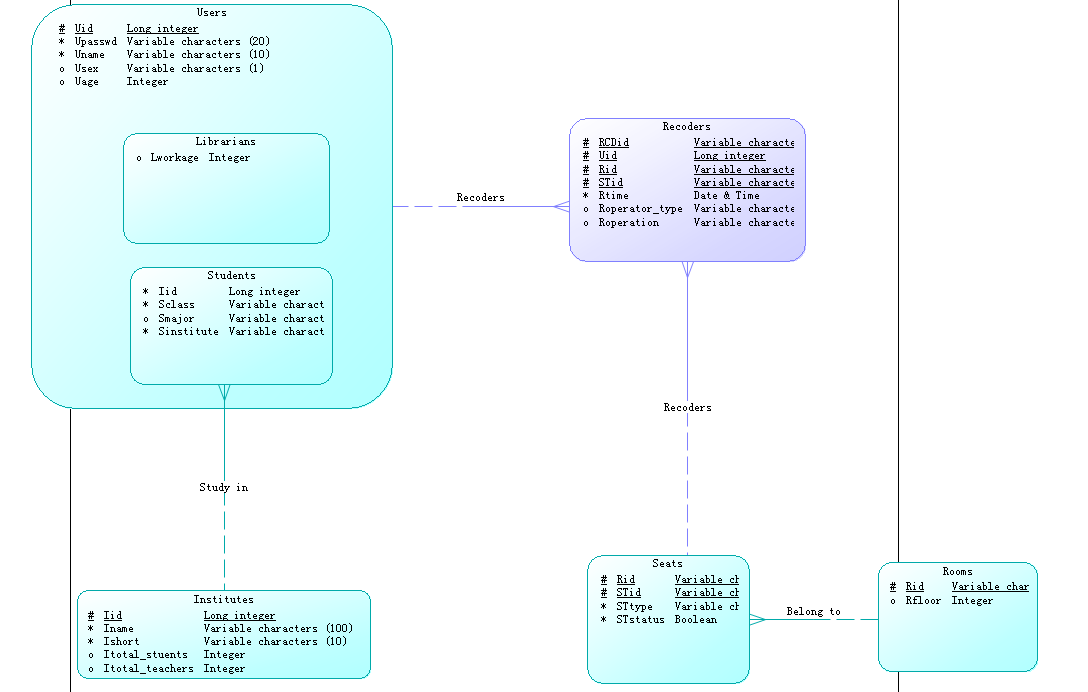 Users
# Uid Long integer
* Upasswd Variable characters (20)
* Uname Variable characters (10)
o Usex Variable characters (1)
o Uage Integer
Librarians
o Lworkage Integer
Students
* Iid Long integer
* Sclass Variable charact
o Smajor Variable charact
* Sinstitute Variable charact
Recoders
Recoders
# RCDid Variable characte
# Uid Long integer
# Rid Variable characte
# STid Variable characte
* Rtime Date & Time
o Roperator_type Variable characte
o Roperation Variable characte
Recoders
Study in
Institutes
# Iid Long integer
* Iname Variable characters (100)
* Ishort Variable characters (10)
o Itotal_stuents Integer
o Itotal_teachers Integer
Seats
# Rid Variable ch
# STid Variable ch
* STtype Variable ch
* STstatus Boolean
Belong to
Rooms
# Rid Variable char
o Rfloor Integer